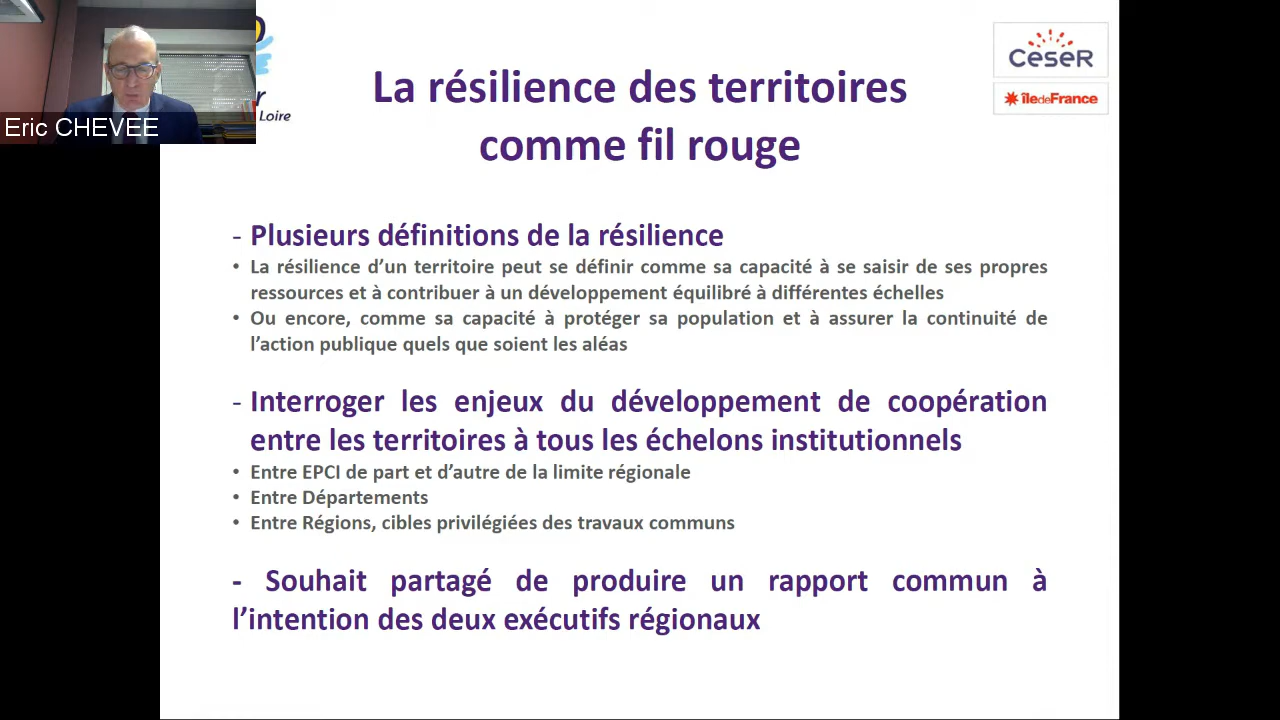 Eric CHEVEE
Loire
CeseR
îledeFrance
La résilience des territoires
comme fil rouge
- Plusieurs définitions de la résilience
• La résilience d’un territoire peut se définir comme sa capacité à se saisir de ses propres
ressources et à contribuer à un développement équilibré à différentes échelles
• Ou encore, comme sa capacité à protéger sa population et à assurer la continuité de
l’action publique quels que soient les aléas
- Interroger les enjeux du développement de coopération
entre les territoires à tous les échelons institutionnels
• Entre EPCI de part et d’autre de la limite régionale
• Entre Départements
• Entre Régions, cibles privilégiées des travaux communs
- Souhait partagé de produire un rapport commun à
l’intention des deux exécutifs régionaux